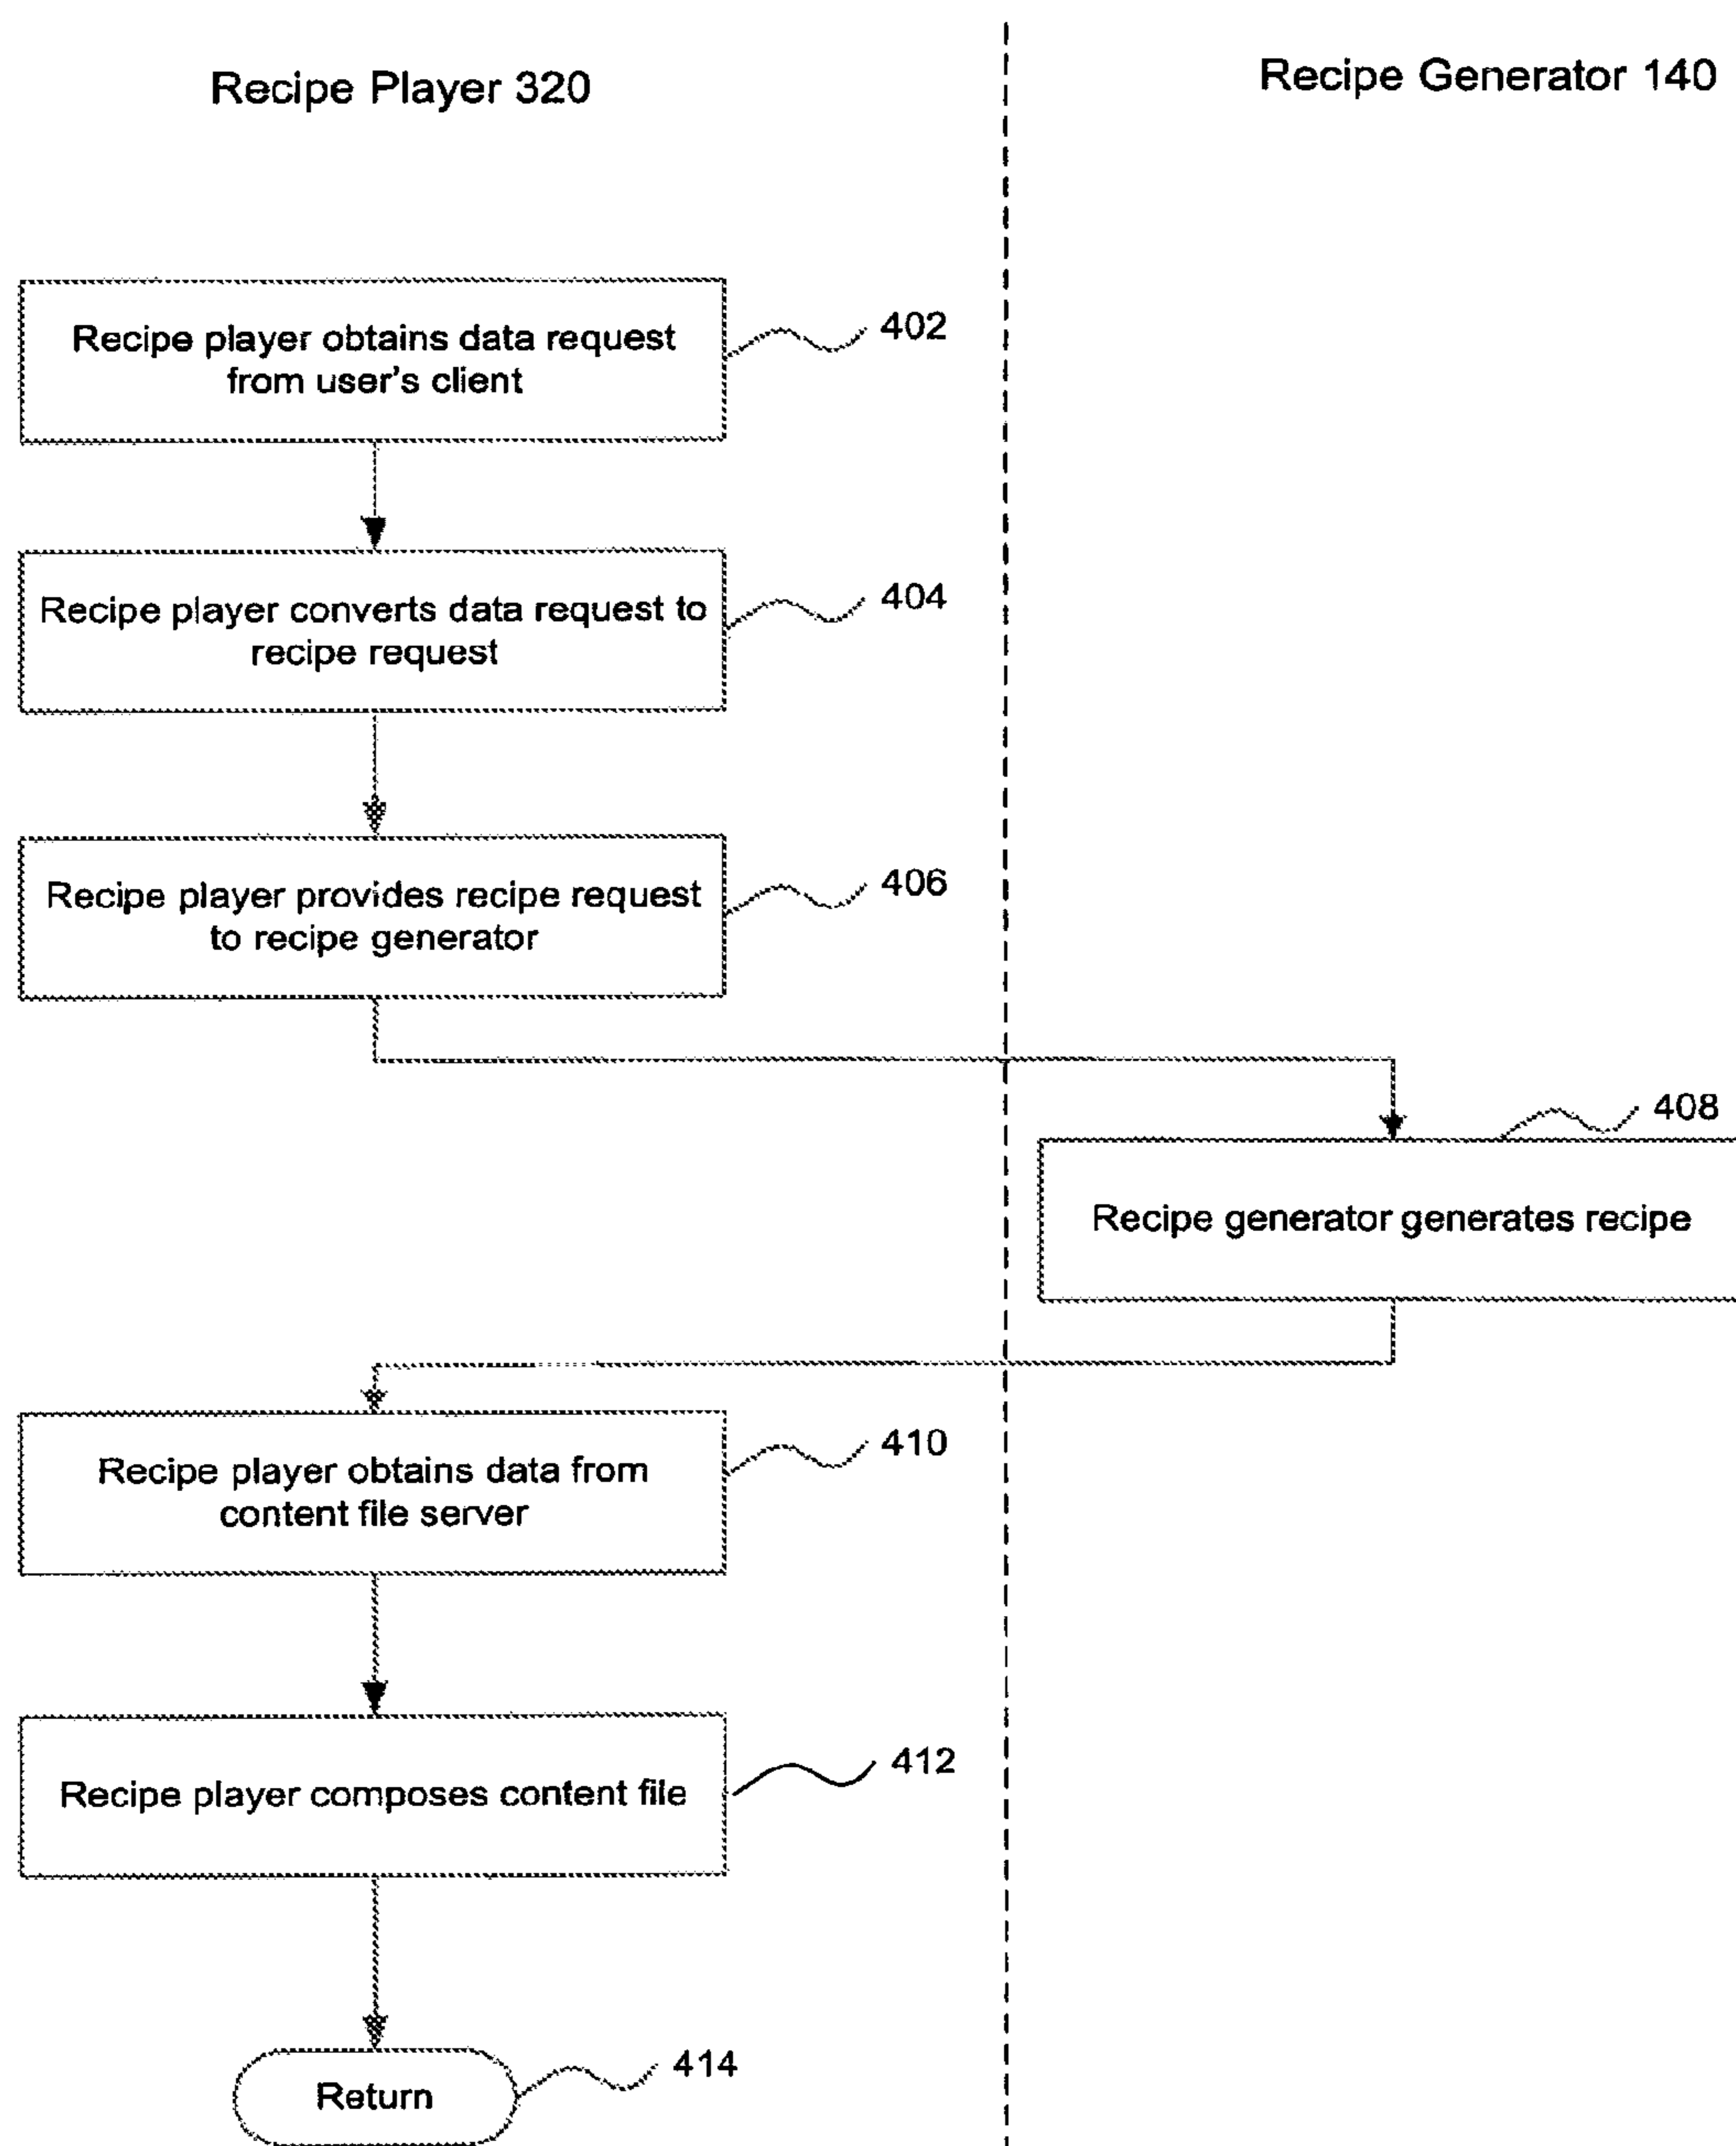 Recipe Player 320
Recipe Generator 140
Recipe player obtains data request
from user's client
402
Recipe player converts data request to
recipe request
404
Recipe player provides recipe request
to recipe generator
406
408
Recipe generator generates recipe
Recipe player obtains data from
content file server
410
Recipe player composes content file
412
Return
414